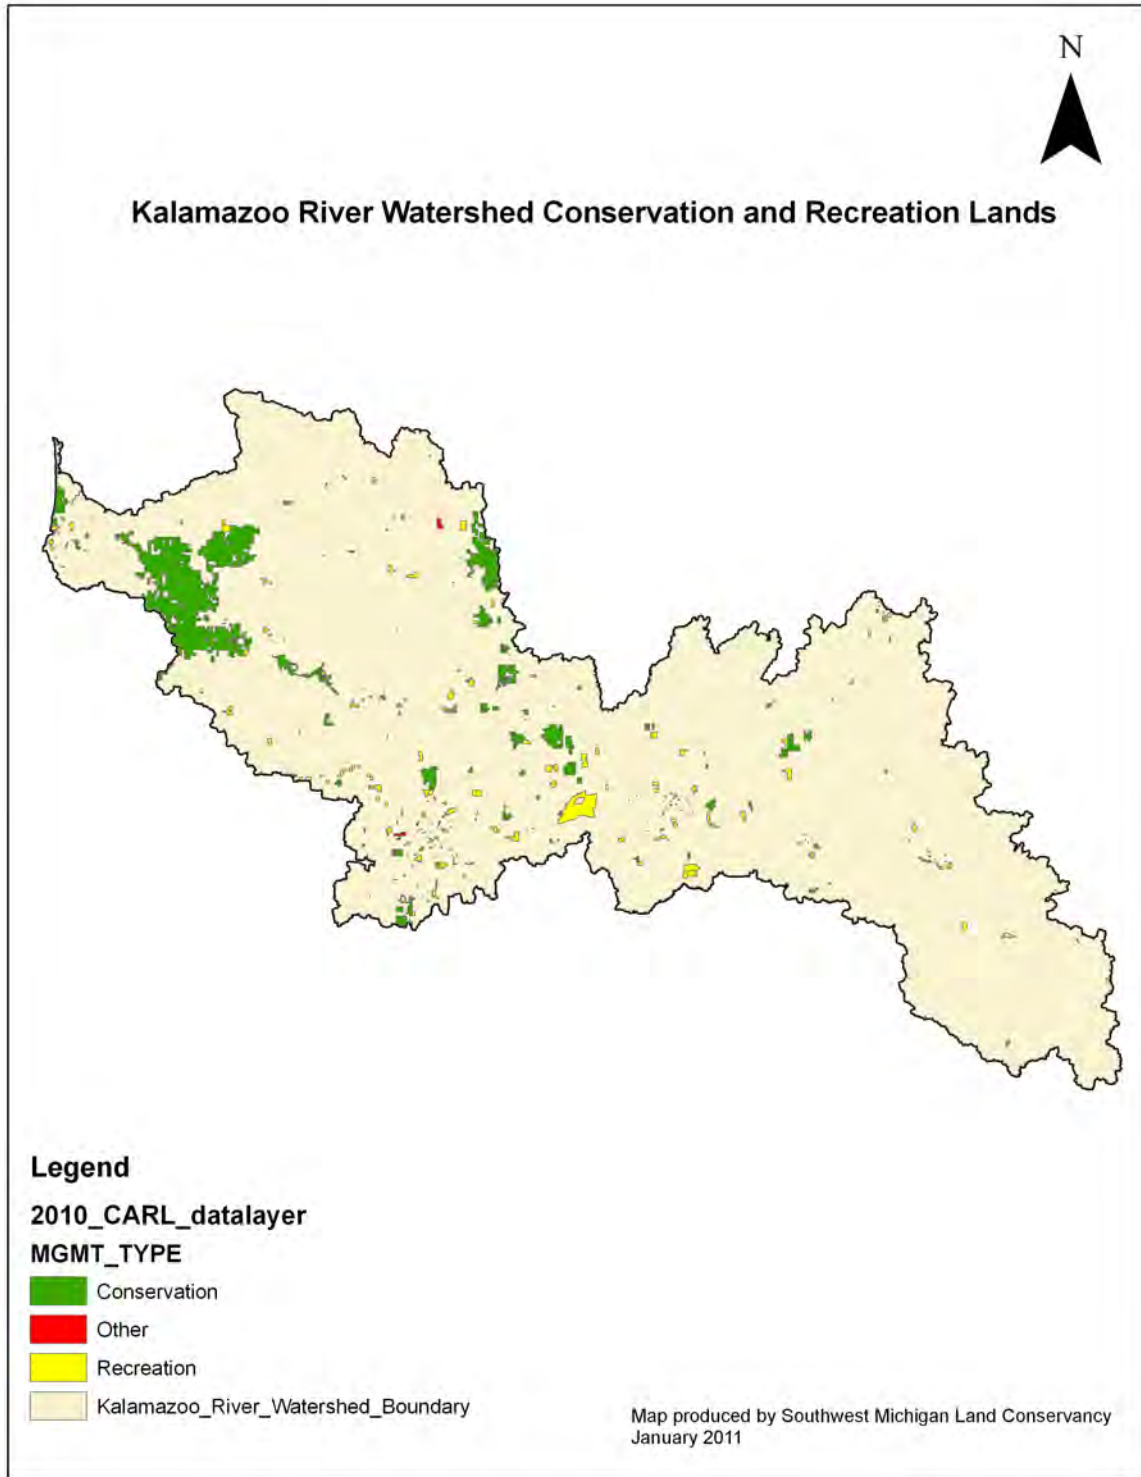 N
Kalamazoo River Watershed Conservation and Recreation Lands
Legend
2010_CARL_datalayer
MGMT_TYPE
Conservation
Other
Recreation
Kalamazoo_River_Watershed_Boundary
Map produced by Southwest Michigan Land Conservancy
January 2011